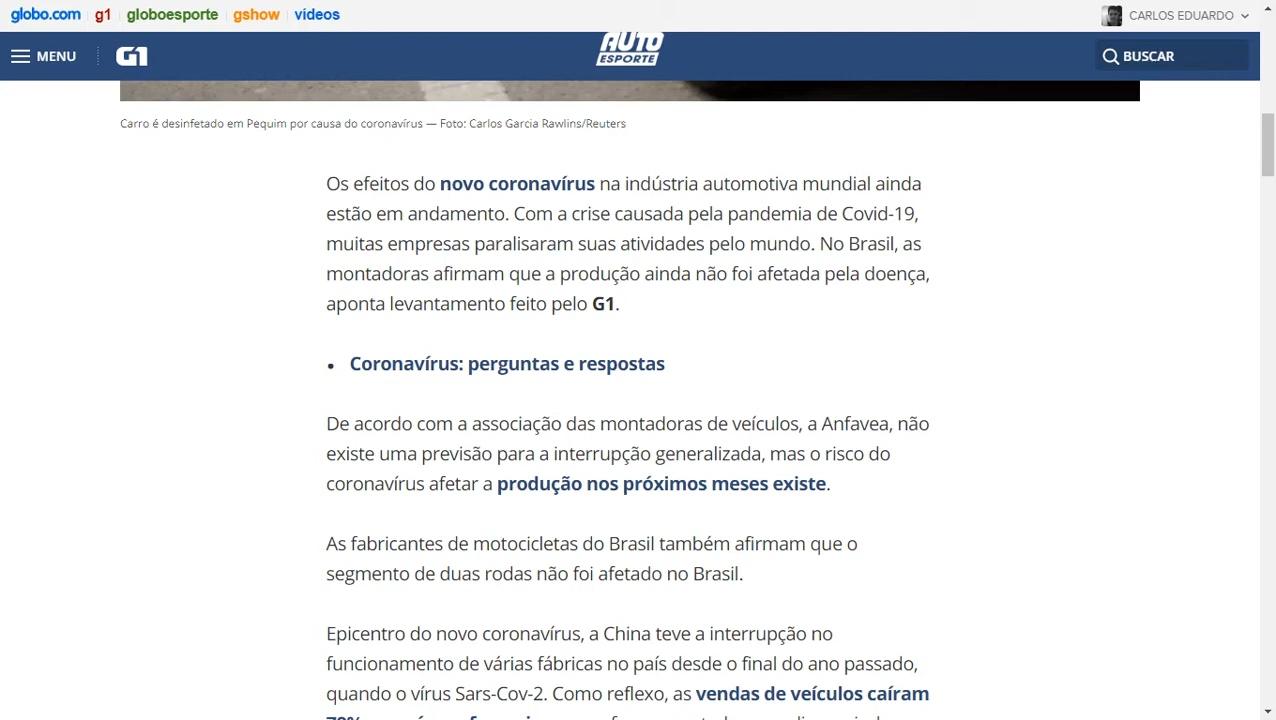 globo.com g1 globoesporte gshow vídeos CARLOS EDUARDO
MENU G1 AUTO ESPORTE BUSCAR
Carro é desinfetado em Pequim por causa do coronavírus — Foto: Carlos Garcia Rawlins/Reuters
Os efeitos do novo coronavírus na indústria automotiva mundial ainda
estão em andamento. Com a crise causada pela pandemia de Covid-19,
muitas empresas paralisaram suas atividades pelo mundo. No Brasil, as
montadoras afirmam que a produção ainda não foi afetada pela doença,
aponta levantamento feito pelo G1.
• Coronavírus: perguntas e respostas
De acordo com a associação das montadoras de veículos, a Anfavea, não
existe uma previsão para a interrupção generalizada, mas o risco do
coronavírus afetar a produção nos próximos meses existe.
As fabricantes de motocicletas do Brasil também afirmam que o
segmento de duas rodas não foi afetado no Brasil.
Epicentro do novo coronavírus, a China teve a interrupção no
funcionamento de várias fábricas no país desde o final do ano passado,
quando o vírus Sars-Cov-2. Como reflexo, as vendas de veículos caíram